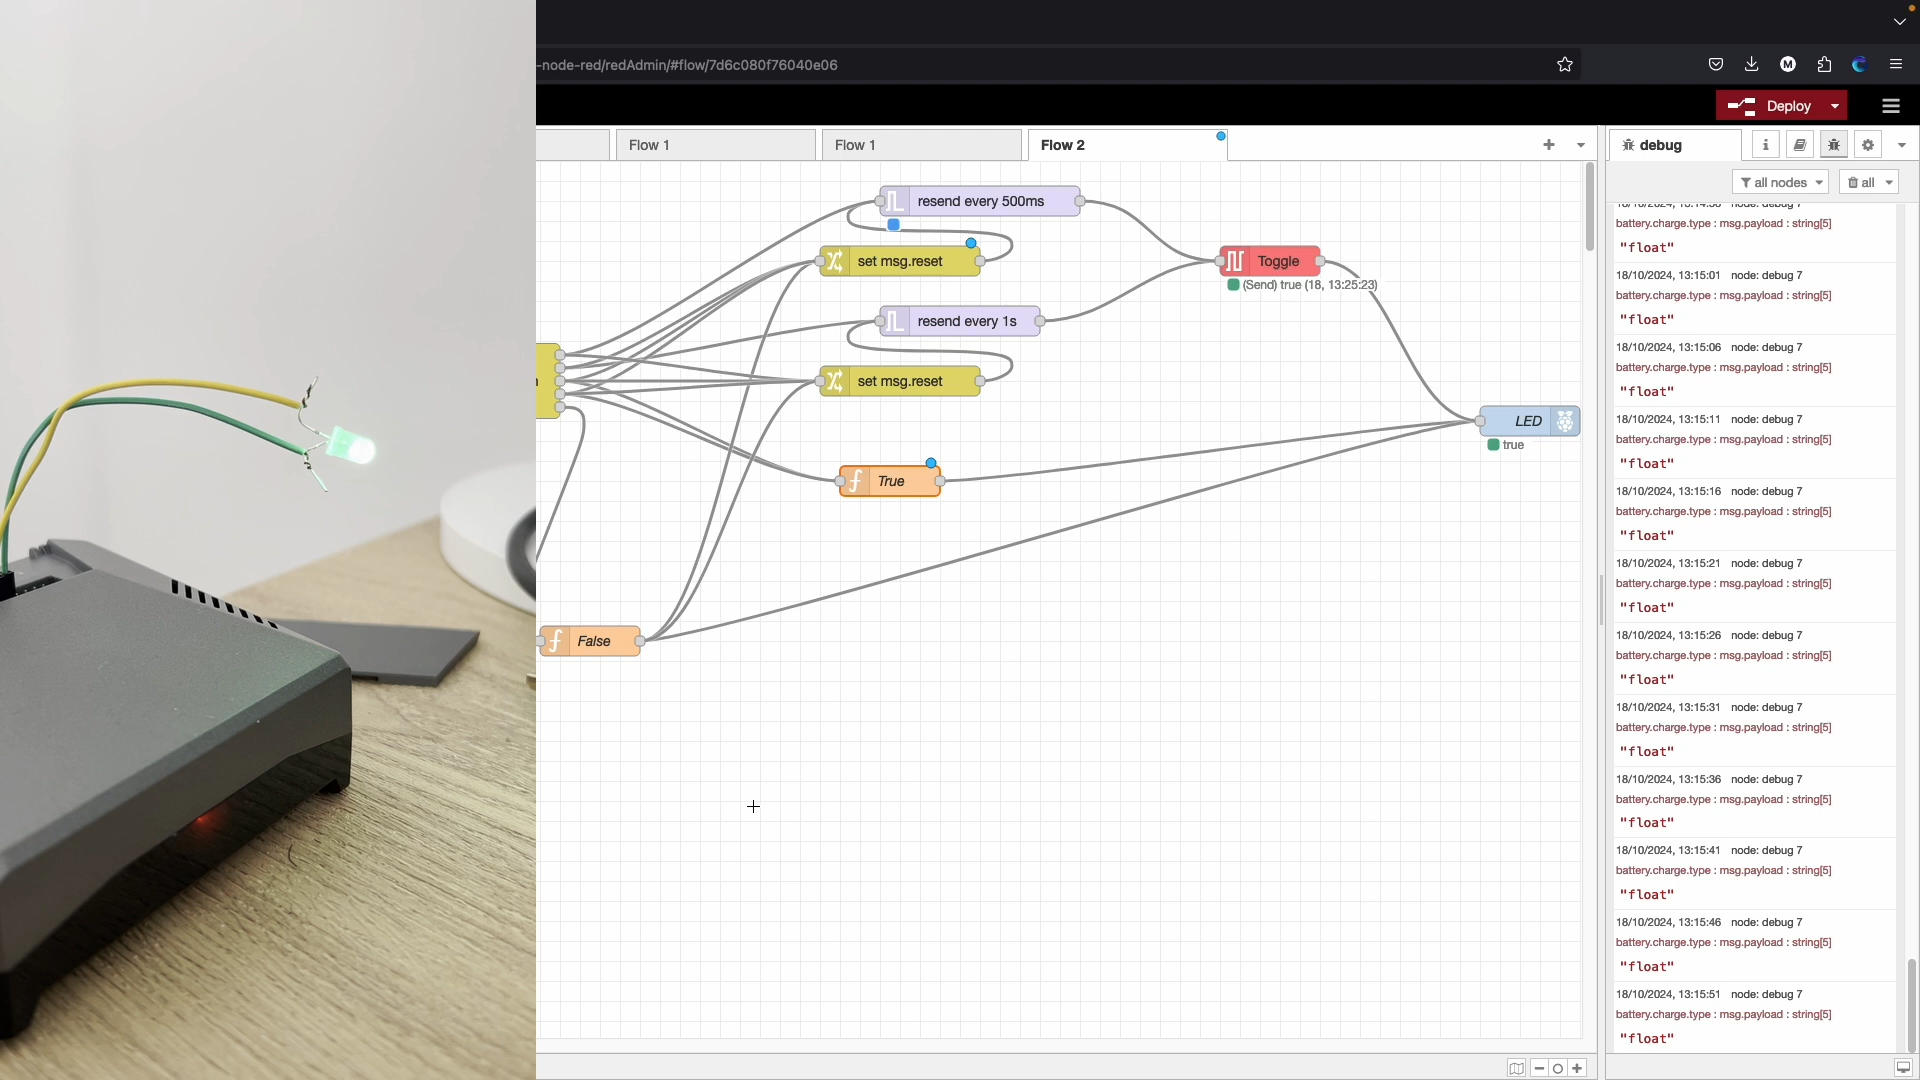 -node-red/redAdmin/#flow/7d6c080f76040e06
M
Deploy
Flow 1
Flow 1
Flow 2
debug
i
all nodes
all
resend every 500ms
set msg.reset
Toggle
(Send) true (18, 13:25:23)
resend every 1s
set msg.reset
LED
true
True
False
battery.charge.type : msg.payload : string[5]
"float"
18/10/2024, 13:15:01 node: debug 7
battery.charge.type : msg.payload : string[5]
"float"
18/10/2024, 13:15:06 node: debug 7
battery.charge.type : msg.payload : string[5]
"float"
18/10/2024, 13:15:11 node: debug 7
battery.charge.type : msg.payload : string[5]
"float"
18/10/2024, 13:15:16 node: debug 7
battery.charge.type : msg.payload : string[5]
"float"
18/10/2024, 13:15:21 node: debug 7
battery.charge.type : msg.payload : string[5]
"float"
18/10/2024, 13:15:26 node: debug 7
battery.charge.type : msg.payload : string[5]
"float"
18/10/2024, 13:15:31 node: debug 7
battery.charge.type : msg.payload : string[5]
"float"
18/10/2024, 13:15:36 node: debug 7
battery.charge.type : msg.payload : string[5]
"float"
18/10/2024, 13:15:41 node: debug 7
battery.charge.type : msg.payload : string[5]
"float"
18/10/2024, 13:15:46 node: debug 7
battery.charge.type : msg.payload : string[5]
"float"
18/10/2024, 13:15:51 node: debug 7
battery.charge.type : msg.payload : string[5]
"float"